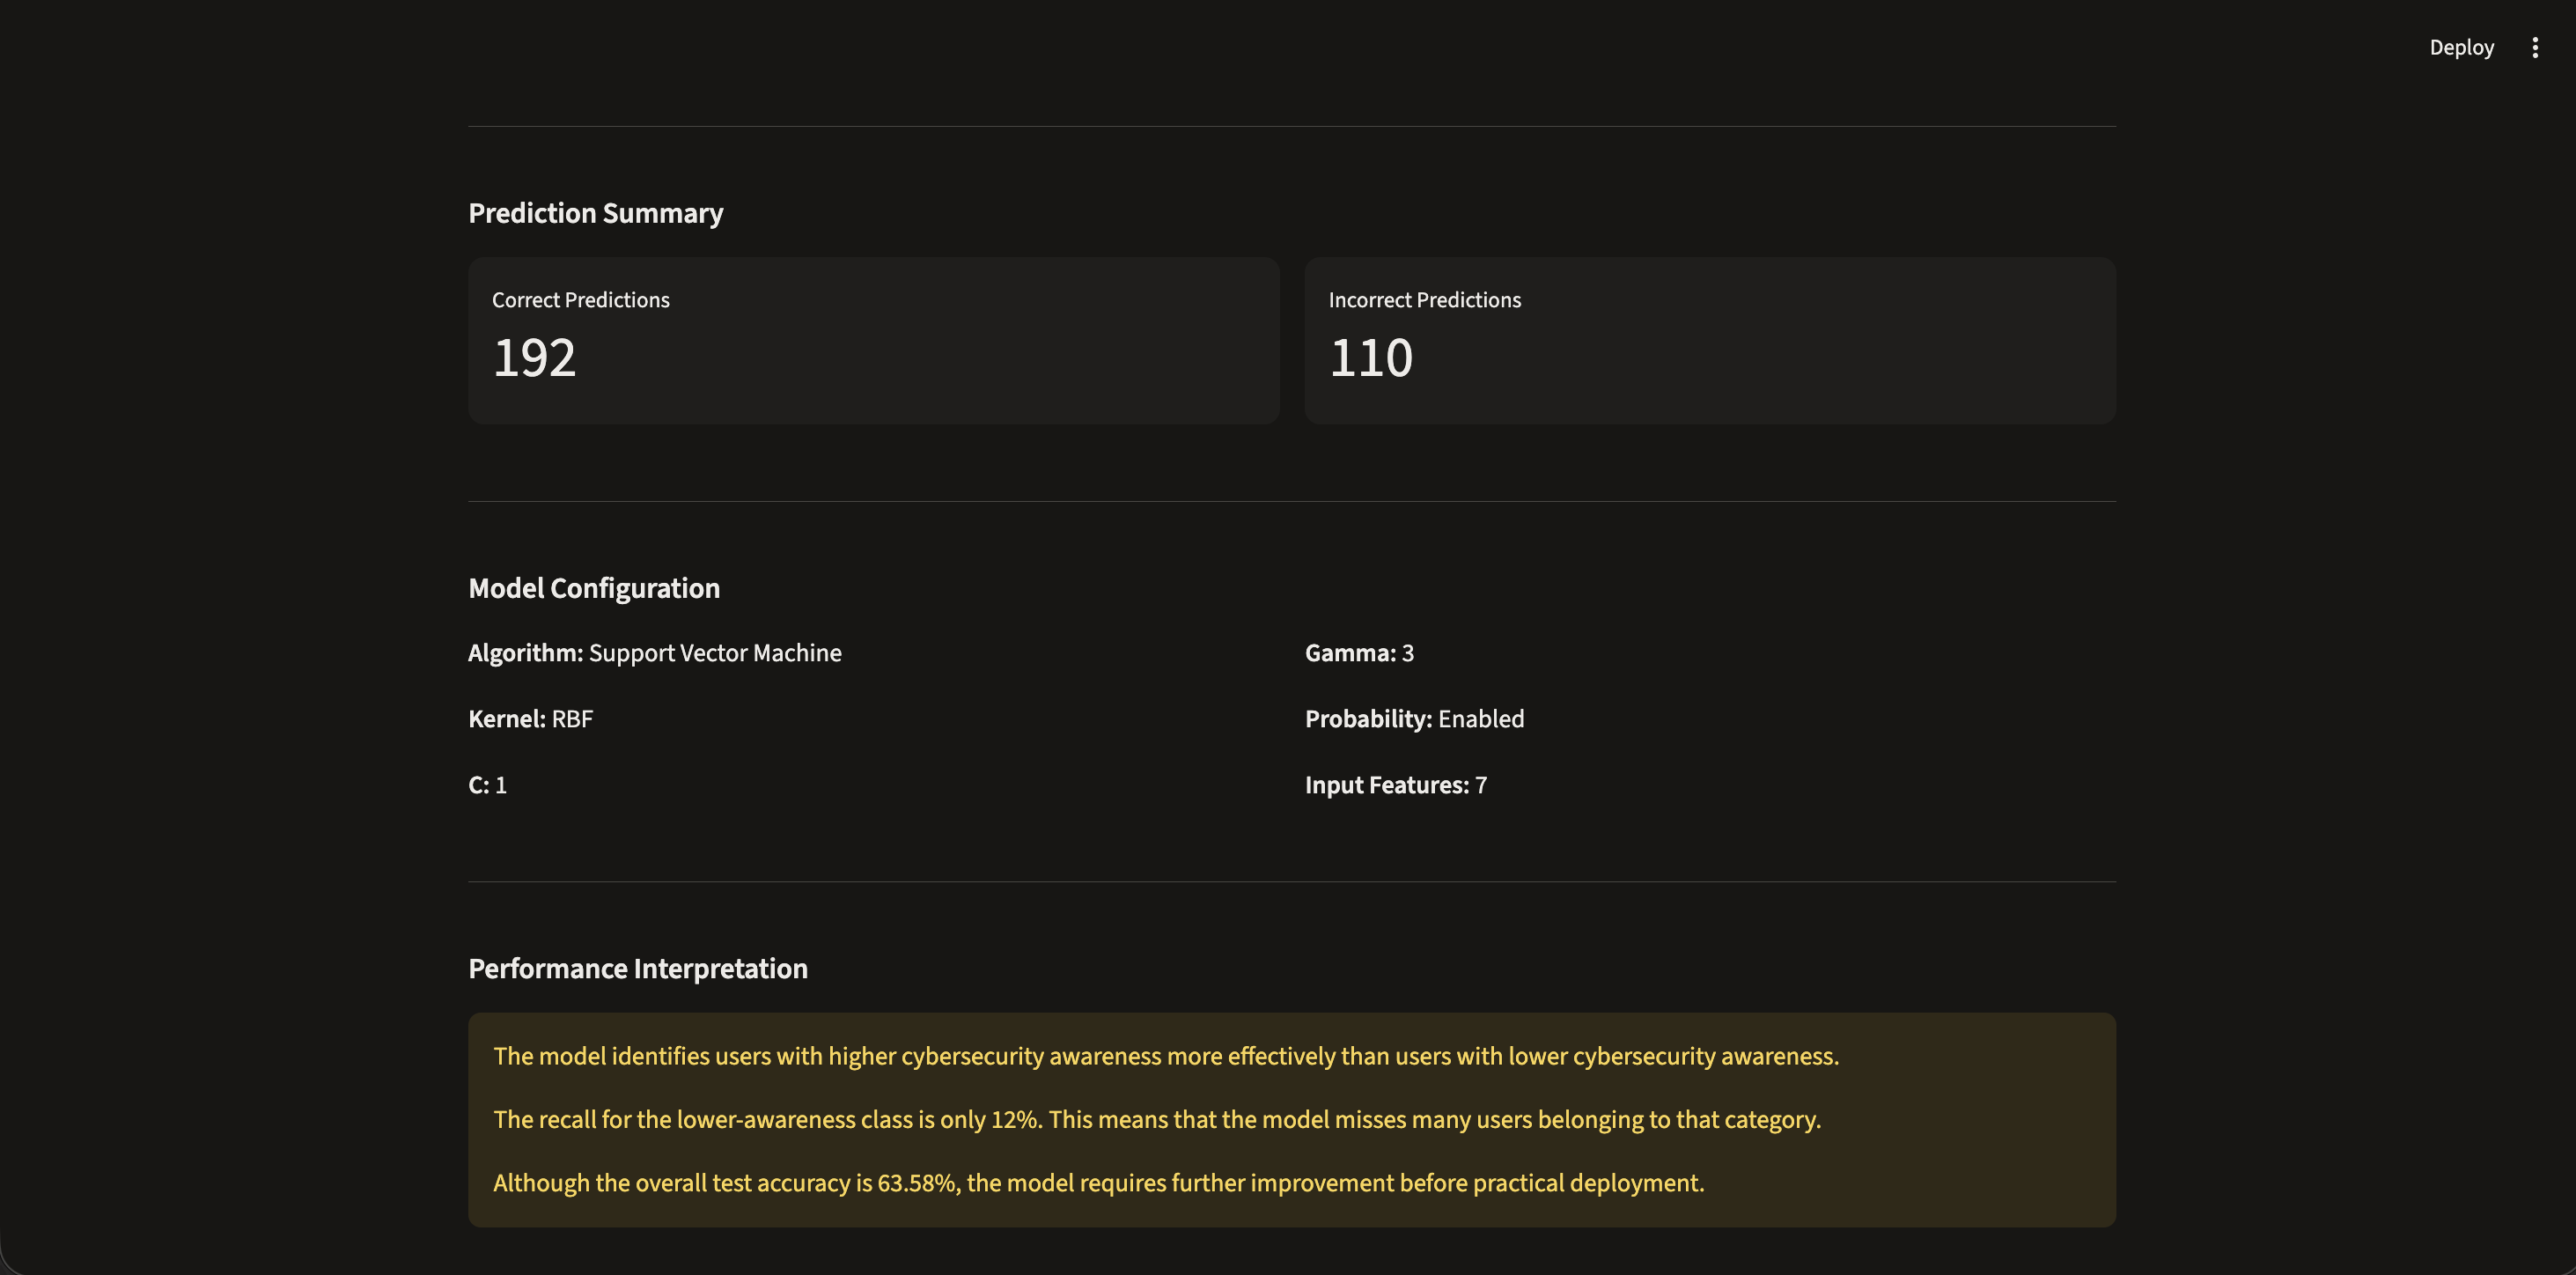 Deploy
Prediction Summary
Correct Predictions
192
Incorrect Predictions
110
Model Configuration
Algorithm: Support Vector Machine
Kernel: RBF
C: 1
Gamma: 3
Probability: Enabled
Input Features: 7
Performance Interpretation
The model identifies users with higher cybersecurity awareness more effectively than users with lower cybersecurity awareness.
The recall for the lower-awareness class is only 12%. This means that the model misses many users belonging to that category.
Although the overall test accuracy is 63.58%, the model requires further improvement before practical deployment.